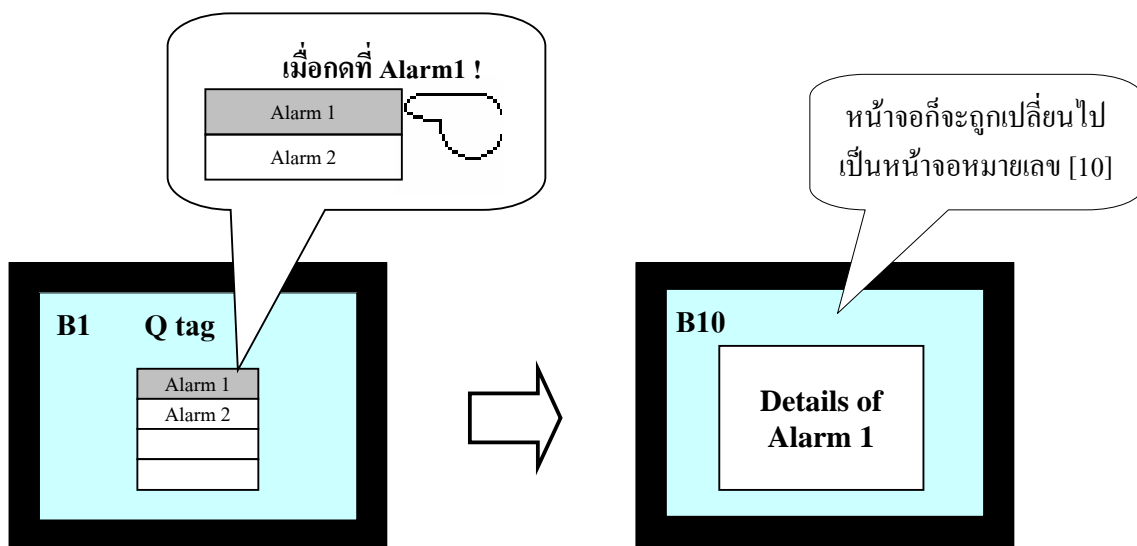 เมื่อกดที่ Alarm1 !
Alarm 1
Alarm 2
หน้าจอก็จะถูกเปลี่ยนไป
เป็นหน้าจอหมายเลข [10]
B1 Q tag
Alarm 1
Alarm 2
B10
Details of
Alarm 1